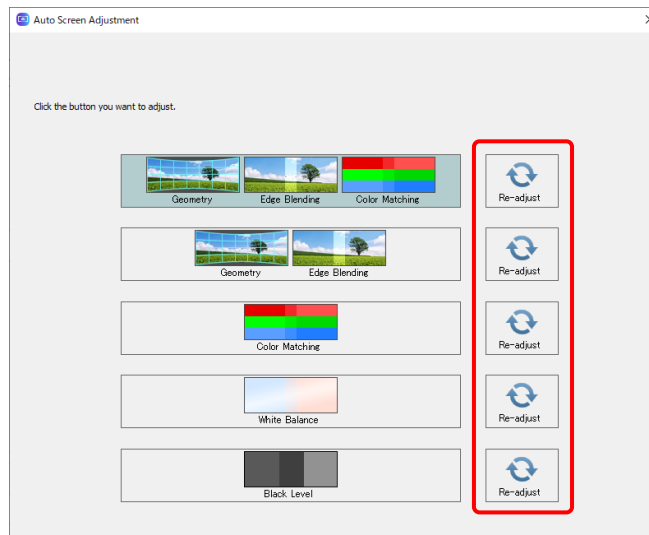 Auto Screen Adjustment
Click the button you want to adjust.
Geometry Edge Blending Color Matching
Re-adjust
Geometry Edge Blending
Re-adjust
Color Matching
Re-adjust
White Balance
Re-adjust
Black Level
Re-adjust